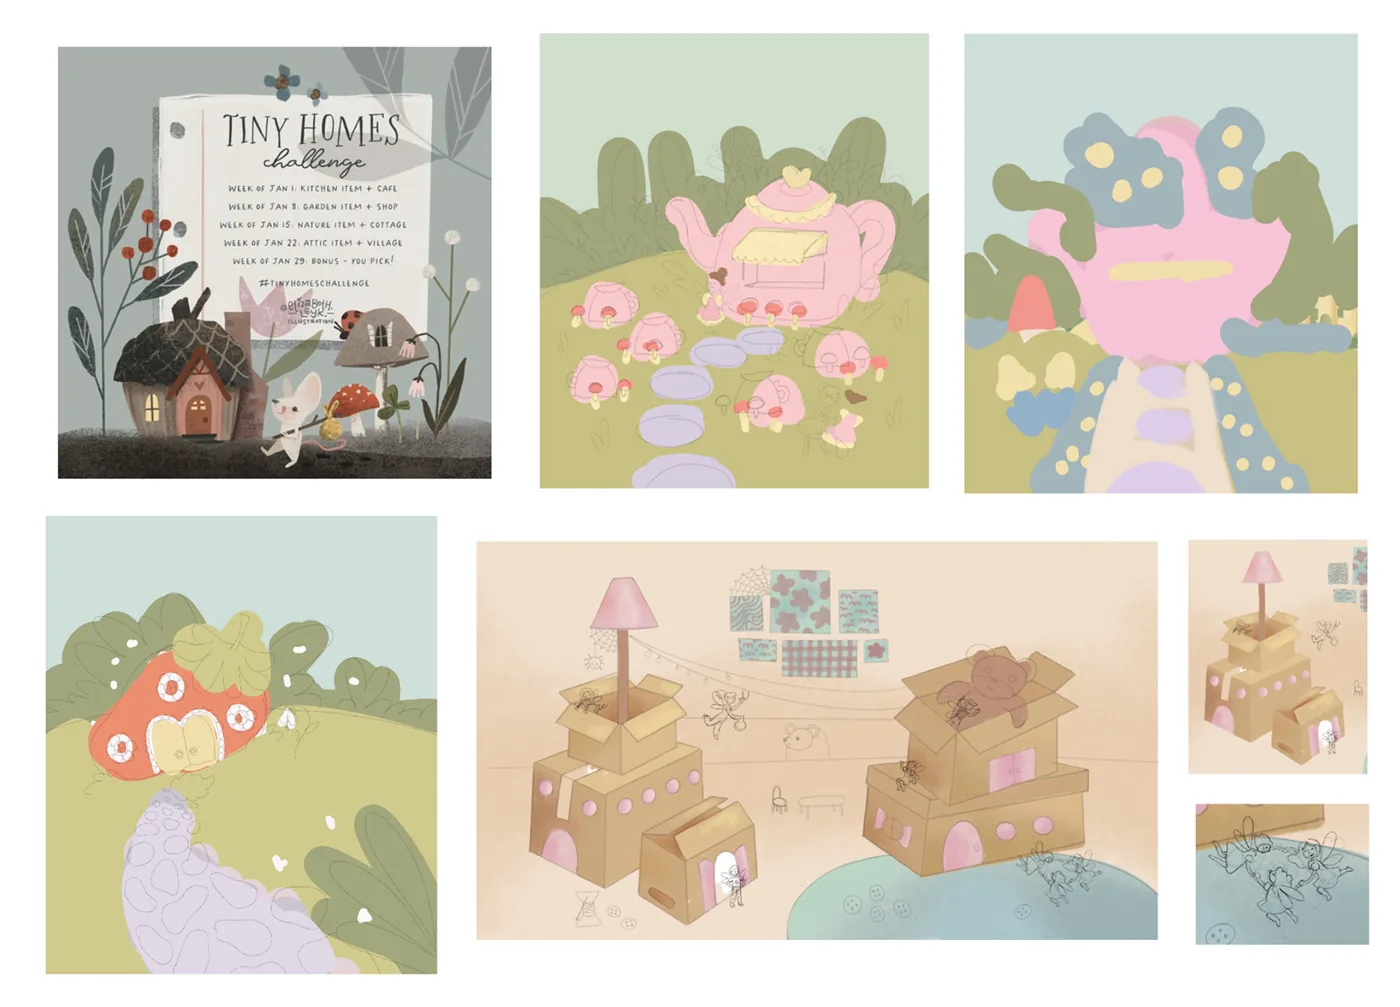 TINY HOMES
challenge
WEEK OF JAN 1: KITCHEN ITEM + CAFE
WEEK OF JAN 8: GARDEN ITEM + SHOP
WEEK OF JAN 15: NATURE ITEM + COTTAGE
WEEK OF JAN 22: ATTIC ITEM + VILLAGE
WEEK OF JAN 29: BONUS - YOU PICK!
#TINYHOMESCHALLENGE
ILLUSTRATION